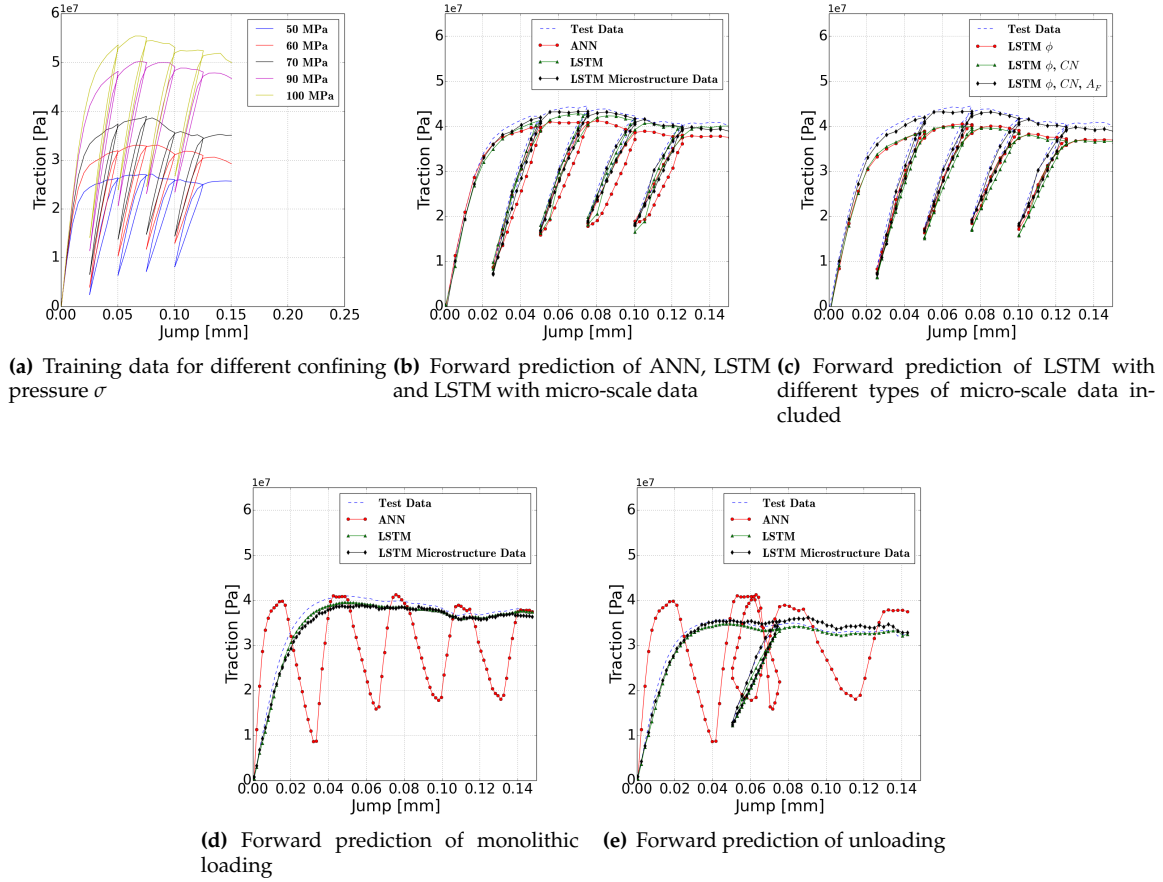 1e7
Traction [Pa]
6
5
4
3
2
1
0
0.00 0.05 0.10 0.15 0.20 0.25
Jump [mm]
50 MPa
60 MPa
70 MPa
90 MPa
100 MPa
1e7
Traction [Pa]
6
5
4
3
2
1
0
0.00 0.02 0.04 0.06 0.08 0.10 0.12 0.14
Jump [mm]
Test Data
ANN
LSTM
LSTM Microstructure Data
1e7
Traction [Pa]
6
5
4
3
2
1
0
0.00 0.02 0.04 0.06 0.08 0.10 0.12 0.14
Jump [mm]
Test Data
LSTM ϕ
LSTM ϕ, CN
LSTM ϕ, CN, A_F
(a) Training data for different confining
pressure σ
(b) Forward prediction of ANN, LSTM
and LSTM with micro-scale data
(c) Forward prediction of LSTM with
different types of micro-scale data in-
cluded
1e7
Traction [Pa]
6
5
4
3
2
1
0
0.00 0.02 0.04 0.06 0.08 0.10 0.12 0.14
Jump [mm]
Test Data
ANN
LSTM
LSTM Microstructure Data
1e7
Traction [Pa]
6
5
4
3
2
1
0
0.00 0.02 0.04 0.06 0.08 0.10 0.12 0.14
Jump [mm]
Test Data
ANN
LSTM
LSTM Microstructure Data
(d) Forward prediction of monolithic
loading
(e) Forward prediction of unloading